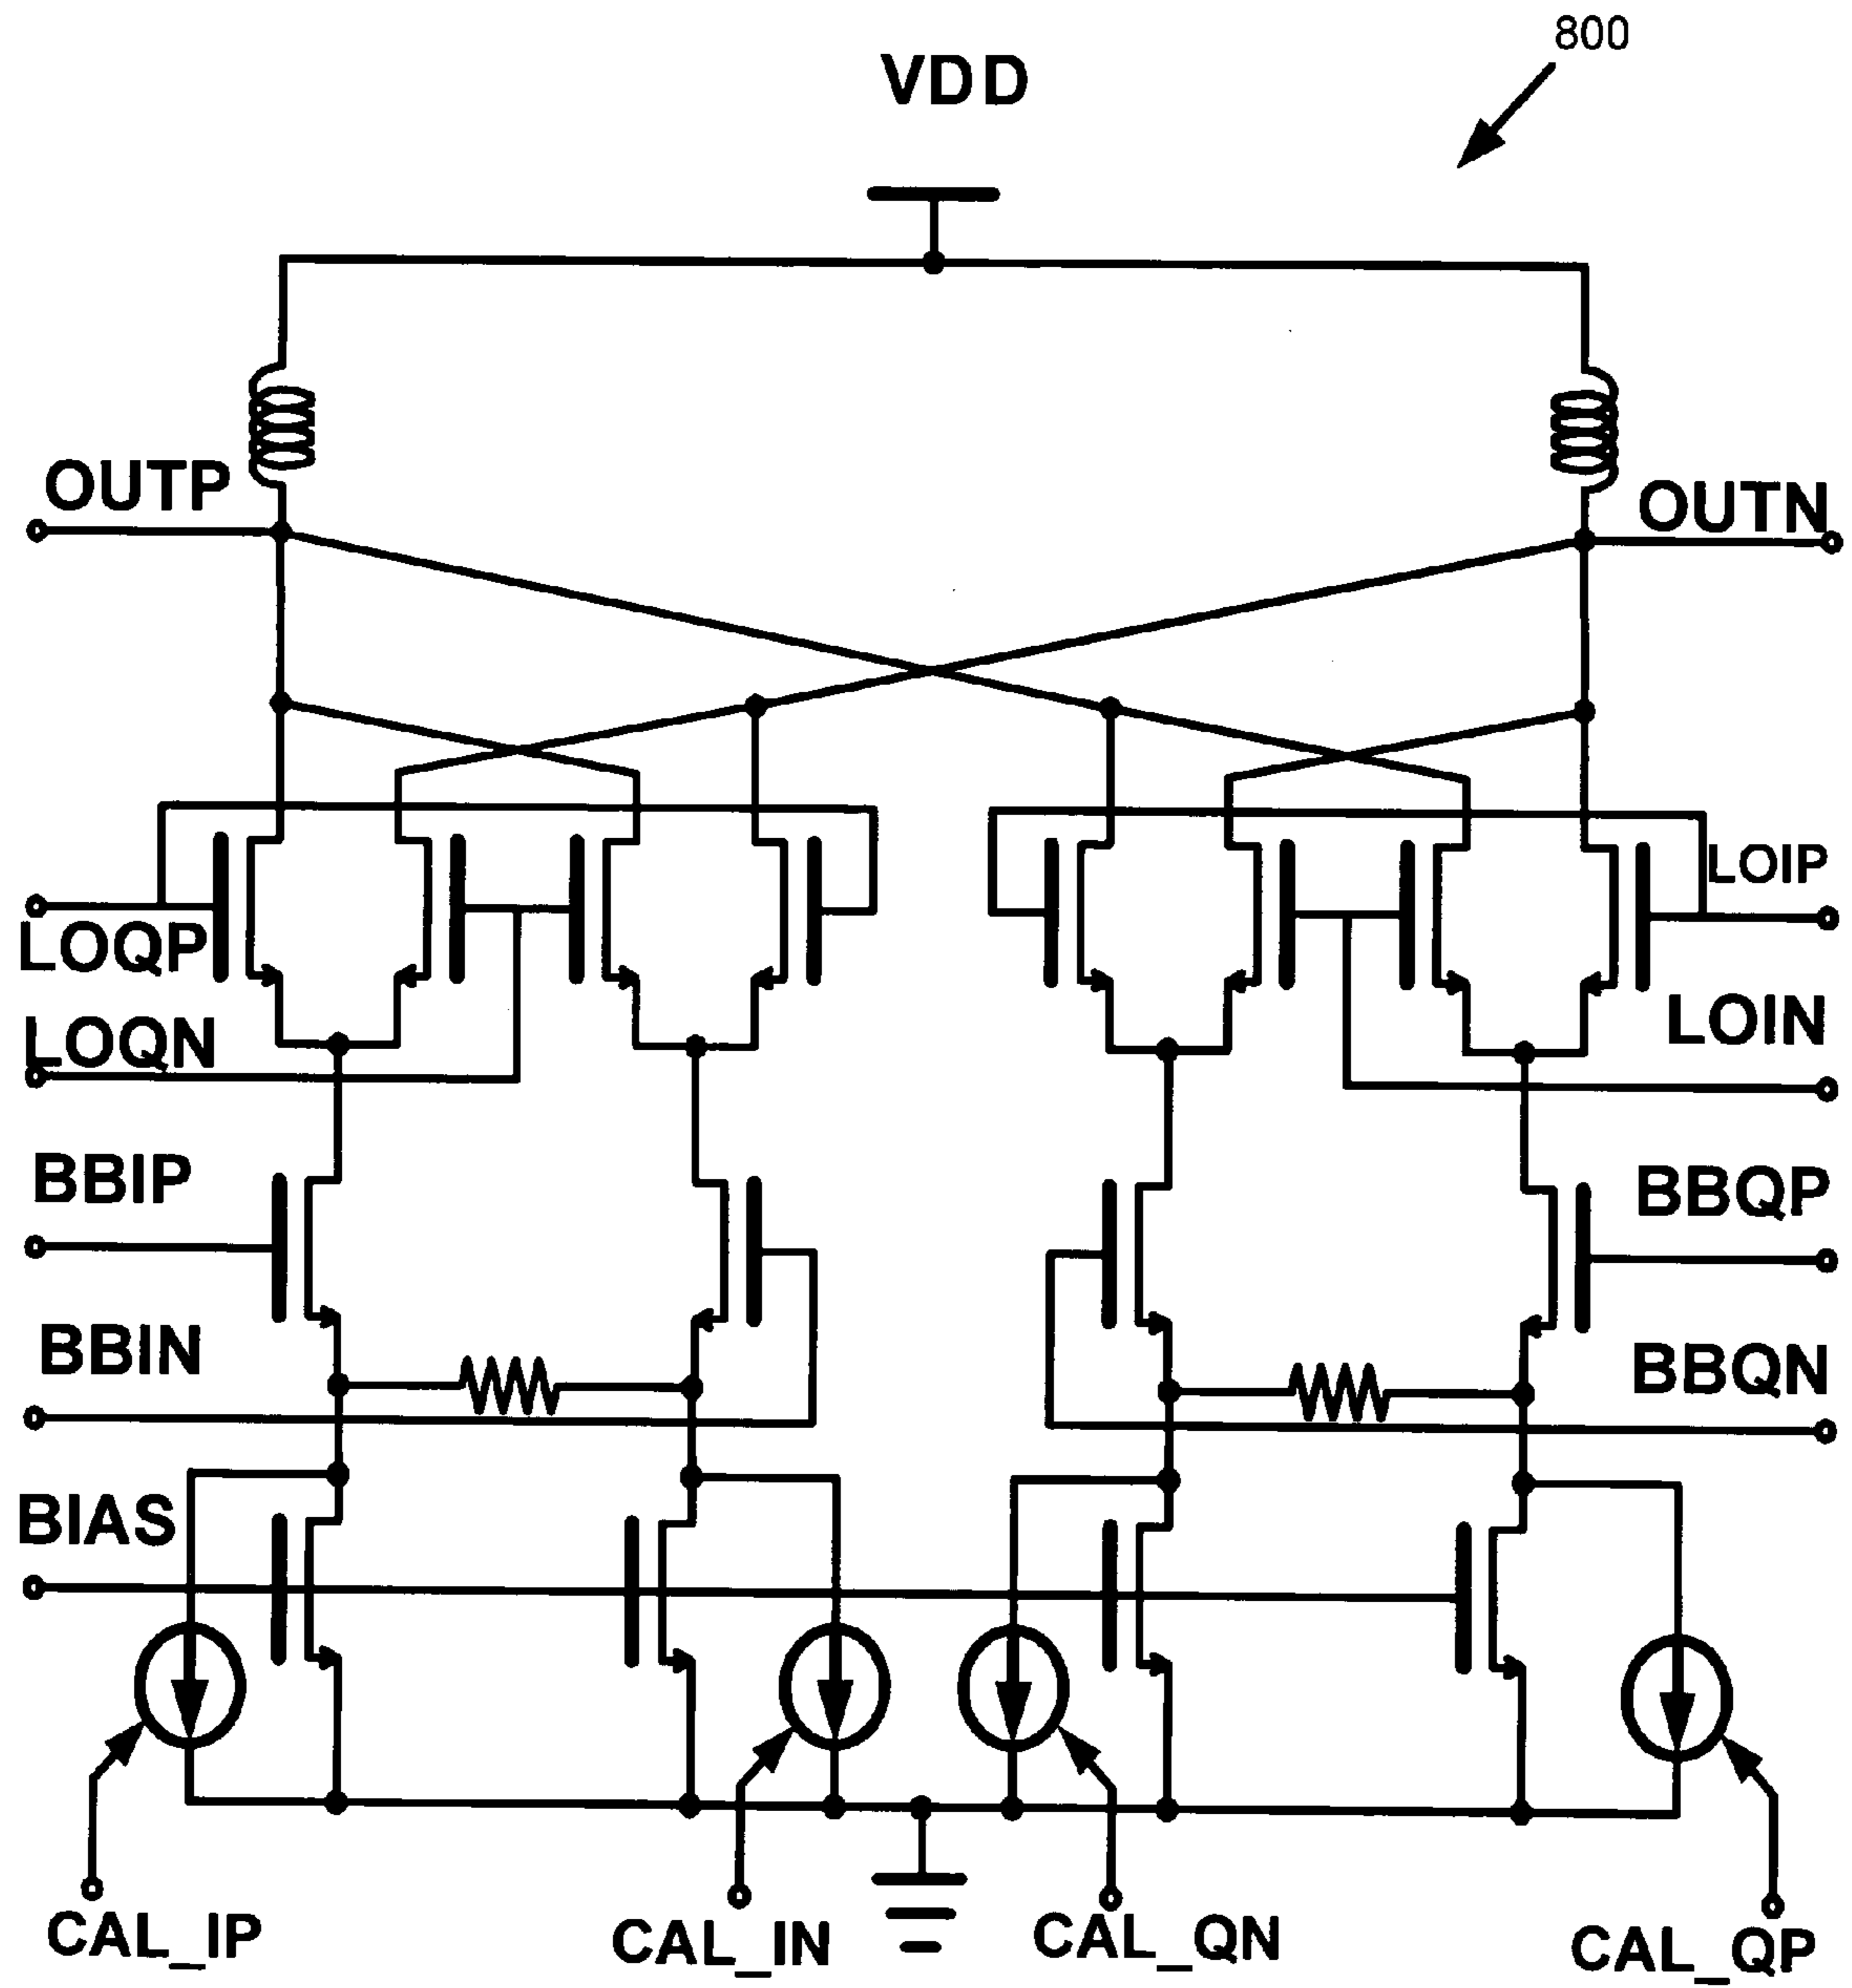 800
VDD
OUTP
OUTN
LOIP
LOQP
LOIN
LOQN
BBIP
BBQP
BBIN
BBQN
BIAS
CAL_IP
CAL_IN
CAL_QN
CAL_QP